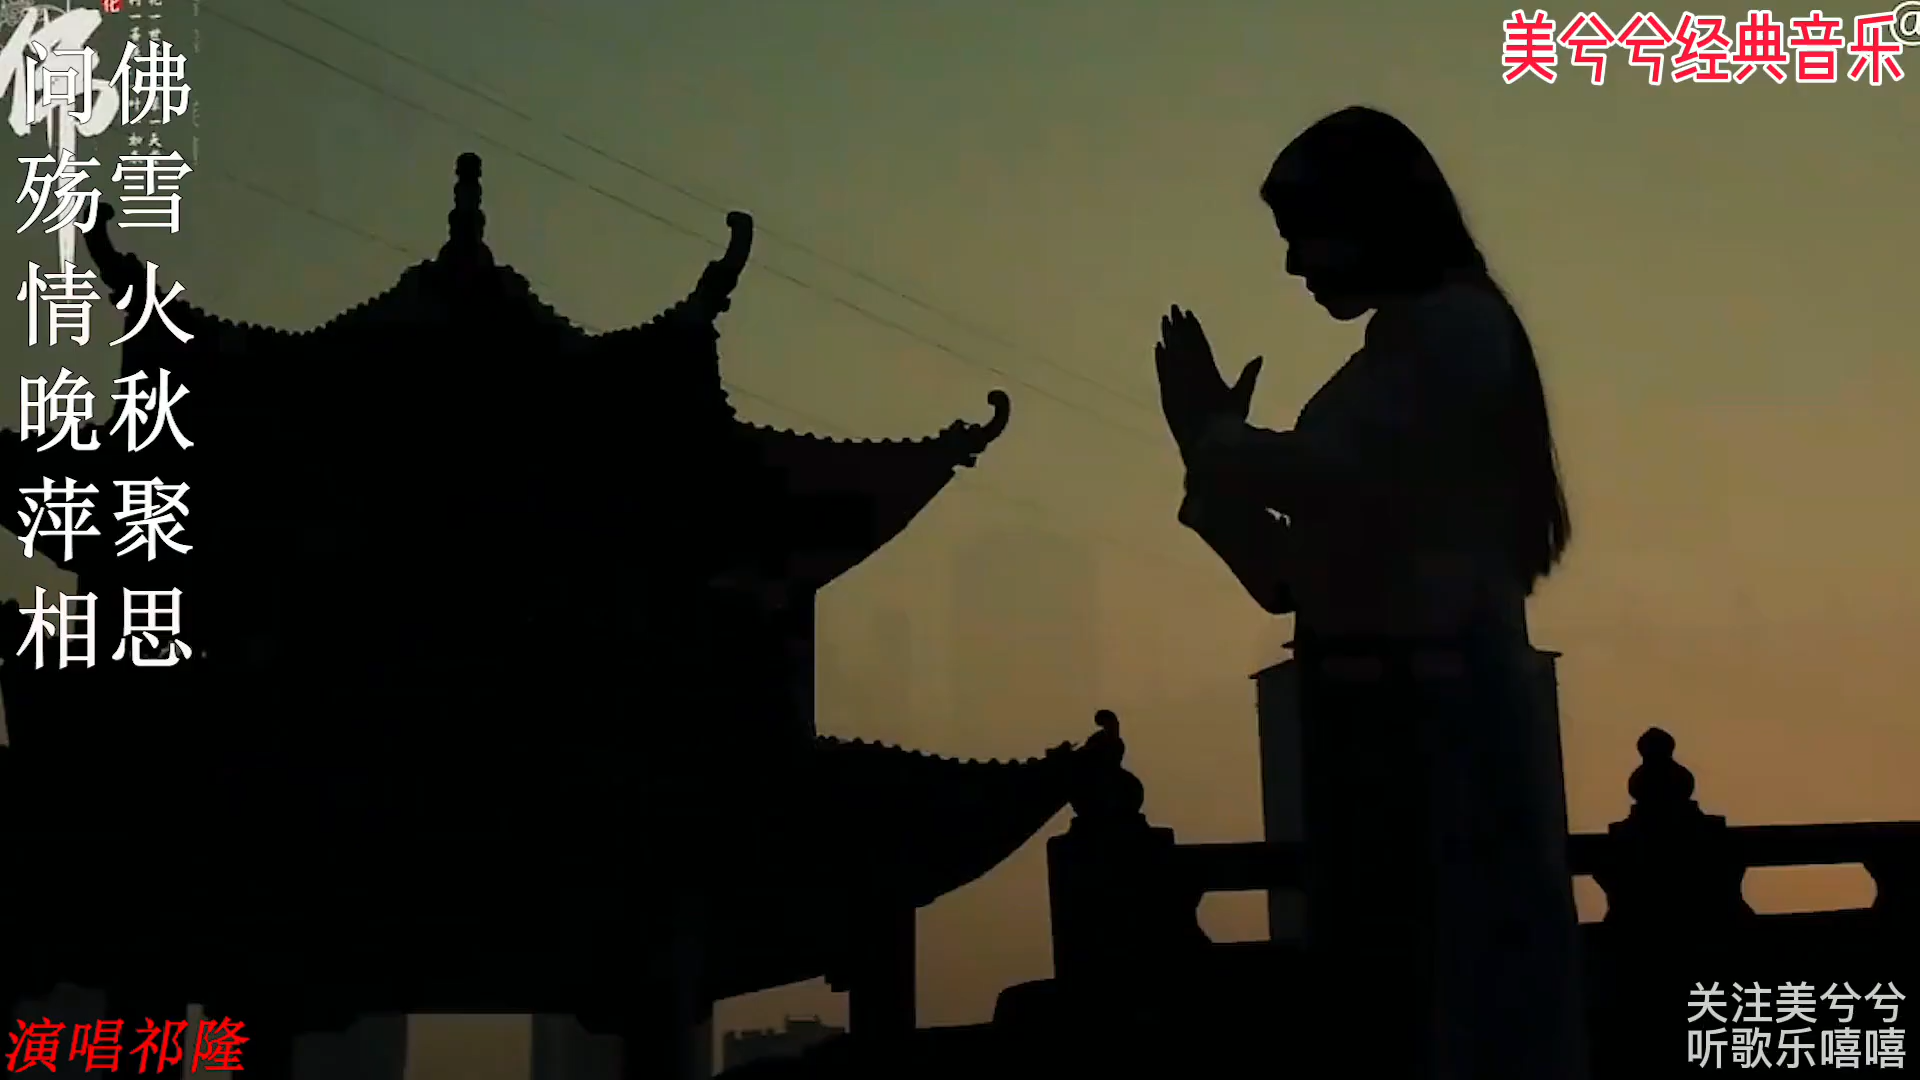 美兮兮经典音乐
@
佛
问佛
殇雪
情火
晚秋
萍聚
相思
演唱祁隆
关注美兮兮
听歌乐嘻嘻